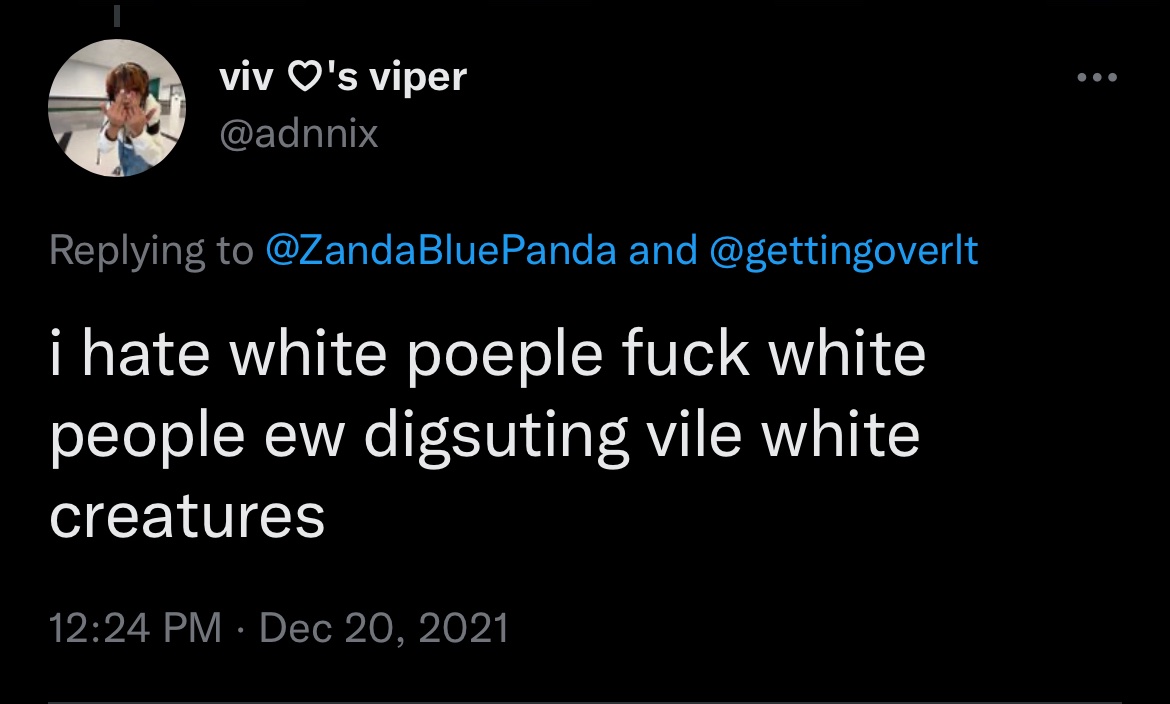 viv ♡'s viper
@adnnix
Replying to @ZandaBluePanda and @gettingoverIt
i hate white poeple fuck white
people ew digsuting vile white
creatures
12:24 PM · Dec 20, 2021